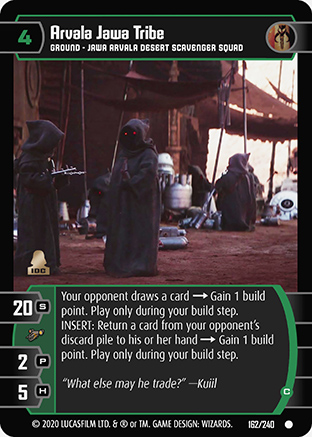 4
Arvala Jawa Tribe
GROUND - JAWA ARVALA DESERT SCAVENGER SQUAD
IDC
20 S
2 P
5 H
Your opponent draws a card → Gain 1 build
point. Play only during your build step.
INSERT: Return a card from your opponent's
discard pile to his or her hand → Gain 1 build
point. Play only during your build step.
"What else may he trade?" —Kuiil
C
© 2020 LUCASFILM LTD. & ® or TM. GAME DESIGN: WIZARDS.
162/240